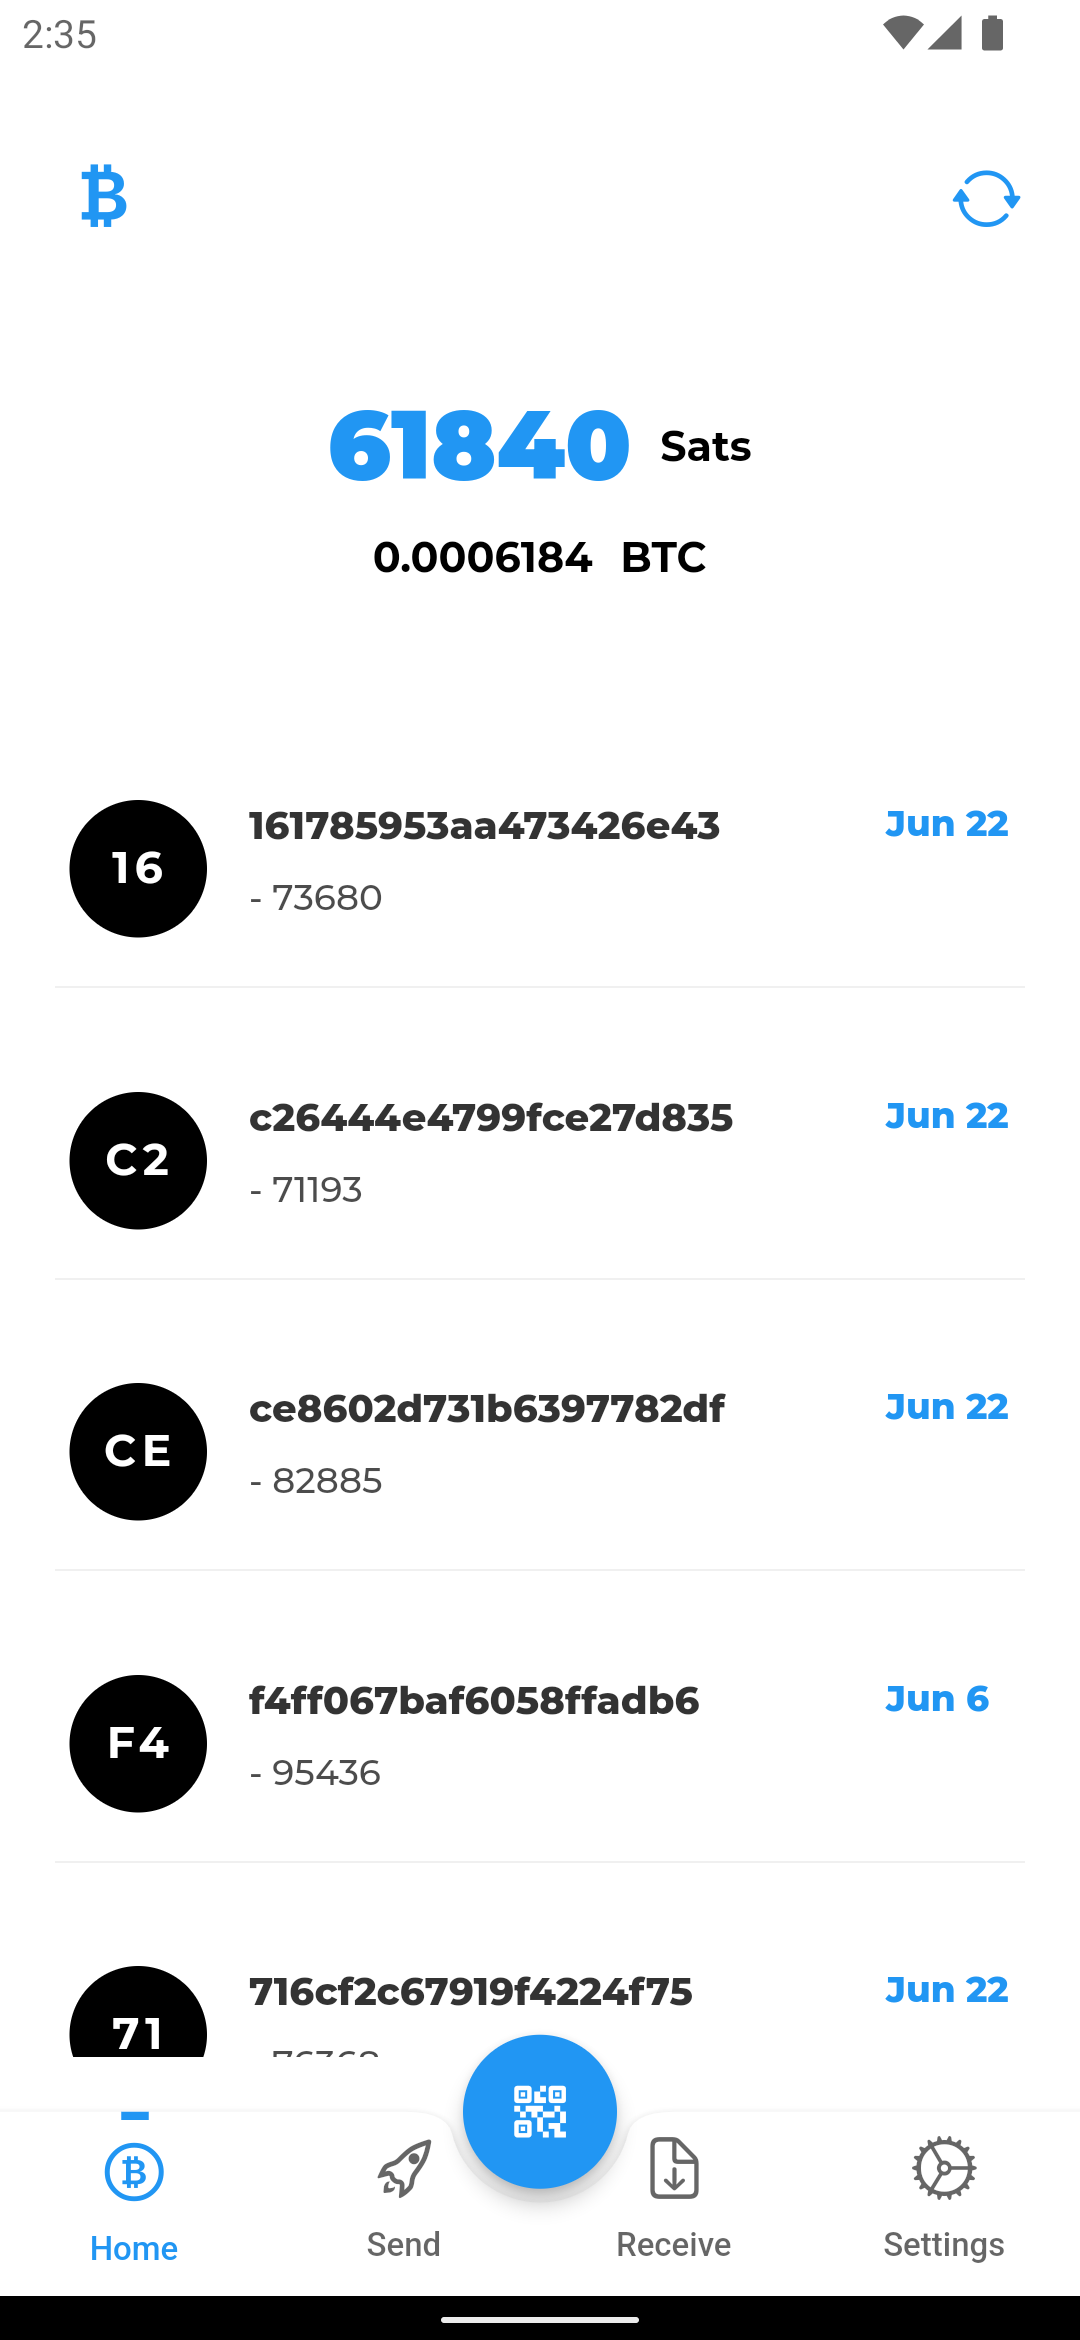 2:35
61840 Sats
0.0006184 BTC
16
161785953aa473426e43
Jun 22
- 73680
C2
c26444e4799fce27d835
Jun 22
- 71193
CE
ce8602d731b6397782df
Jun 22
- 82885
F4
f4ff067baf6058ffadb6
Jun 6
- 95436
71
716cf2c67919f4224f75
Jun 22
Home
Send
Receive
Settings